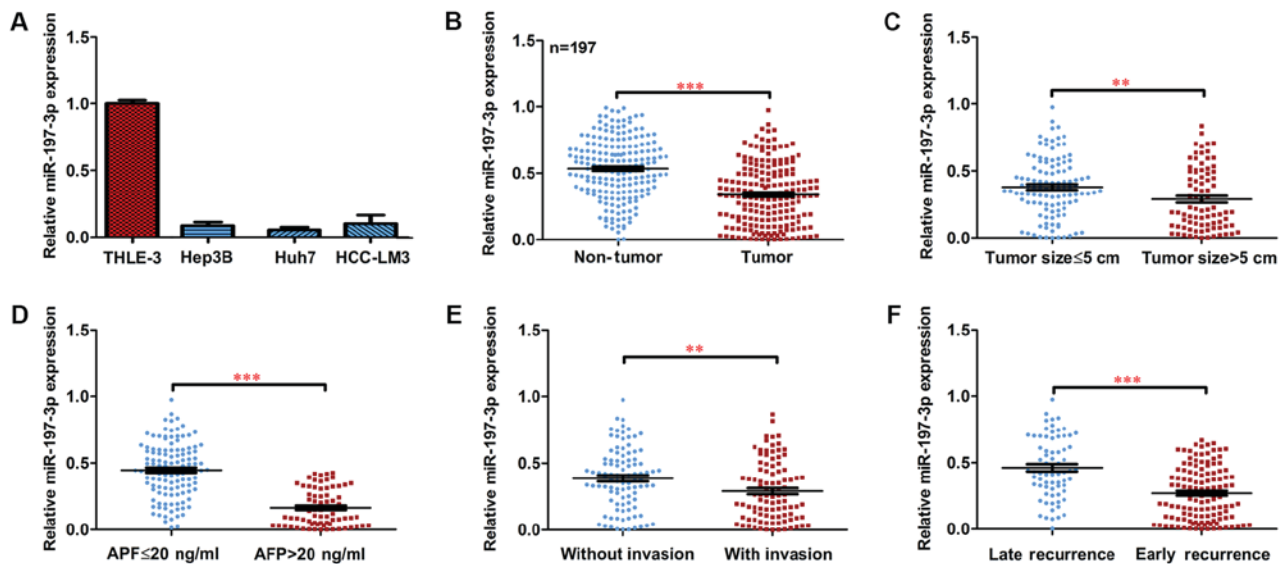 A
Relative miR-197-3p expression
1.5
1.0
0.5
0.0
THLE-3 Hep3B Huh7 HCC-LM3
B
Relative miR-197-3p expression
1.5
1.0
0.5
0.0
n=197
***
Non-tumor Tumor
C
Relative miR-197-3p expression
1.5
1.0
0.5
0.0
**
Tumor size≤5 cm Tumor size>5 cm
D
Relative miR-197-3p expression
1.5
1.0
0.5
0.0
***
APF≤20 ng/ml AFP>20 ng/ml
E
Relative miR-197-3p expression
1.5
1.0
0.5
0.0
**
Without invasion With invasion
F
Relative miR-197-3p expression
1.5
1.0
0.5
0.0
***
Late recurrence Early recurrence